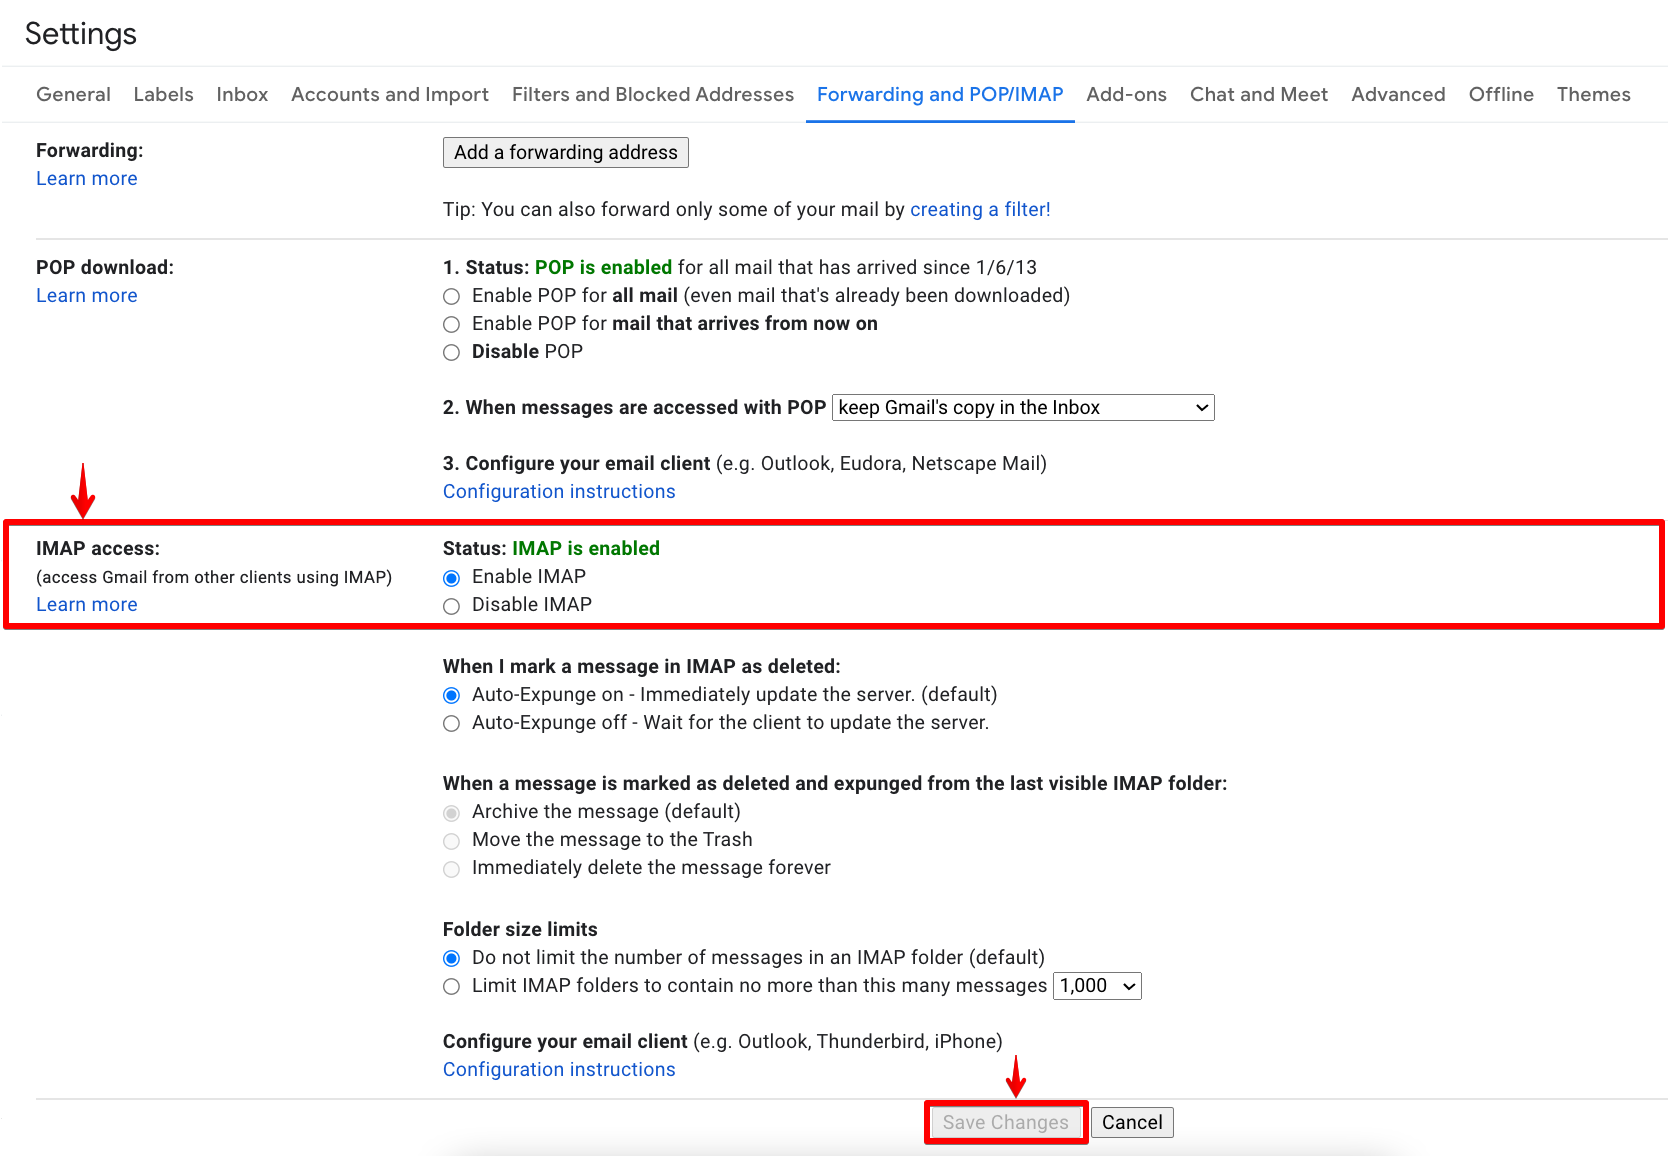 Settings
General Labels Inbox Accounts and Import Filters and Blocked Addresses Forwarding and POP/IMAP Add-ons Chat and Meet Advanced Offline Themes
Forwarding:
Learn more
Add a forwarding address
Tip: You can also forward only some of your mail by creating a filter!
POP download:
Learn more
1. Status: POP is enabled for all mail that has arrived since 1/6/13
Enable POP for all mail (even mail that's already been downloaded)
Enable POP for mail that arrives from now on
Disable POP
2. When messages are accessed with POP keep Gmail's copy in the Inbox
3. Configure your email client (e.g. Outlook, Eudora, Netscape Mail)
Configuration instructions
IMAP access:
(access Gmail from other clients using IMAP)
Learn more
Status: IMAP is enabled
Enable IMAP
Disable IMAP
When I mark a message in IMAP as deleted:
Auto-Expunge on - Immediately update the server. (default)
Auto-Expunge off - Wait for the client to update the server.
When a message is marked as deleted and expunged from the last visible IMAP folder:
Archive the message (default)
Move the message to the Trash
Immediately delete the message forever
Folder size limits
Do not limit the number of messages in an IMAP folder (default)
Limit IMAP folders to contain no more than this many messages 1,000
Configure your email client (e.g. Outlook, Thunderbird, iPhone)
Configuration instructions
Save Changes Cancel